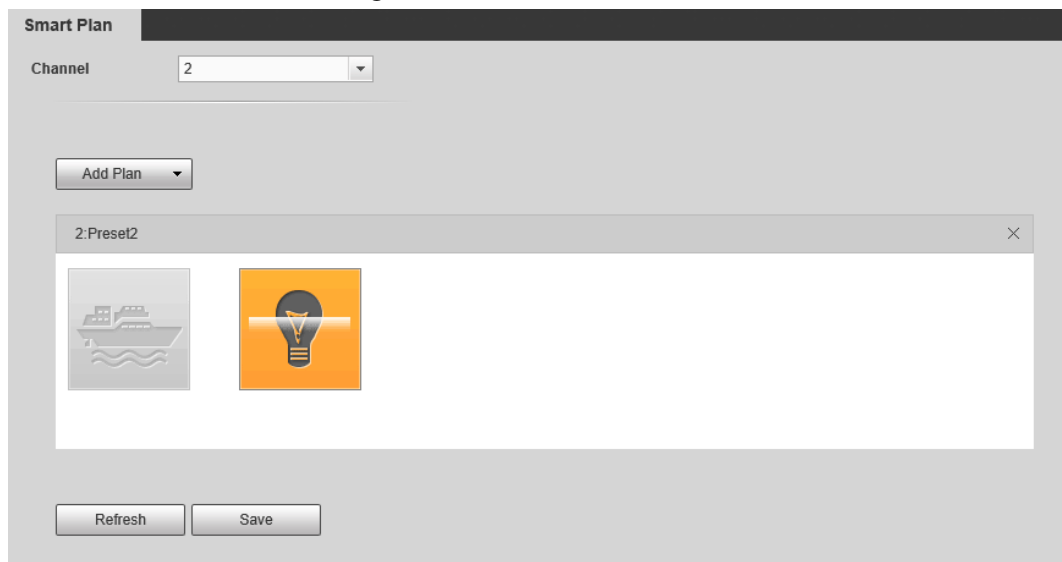 Smart Plan
Channel 2
Add Plan
2:Preset2
Refresh Save